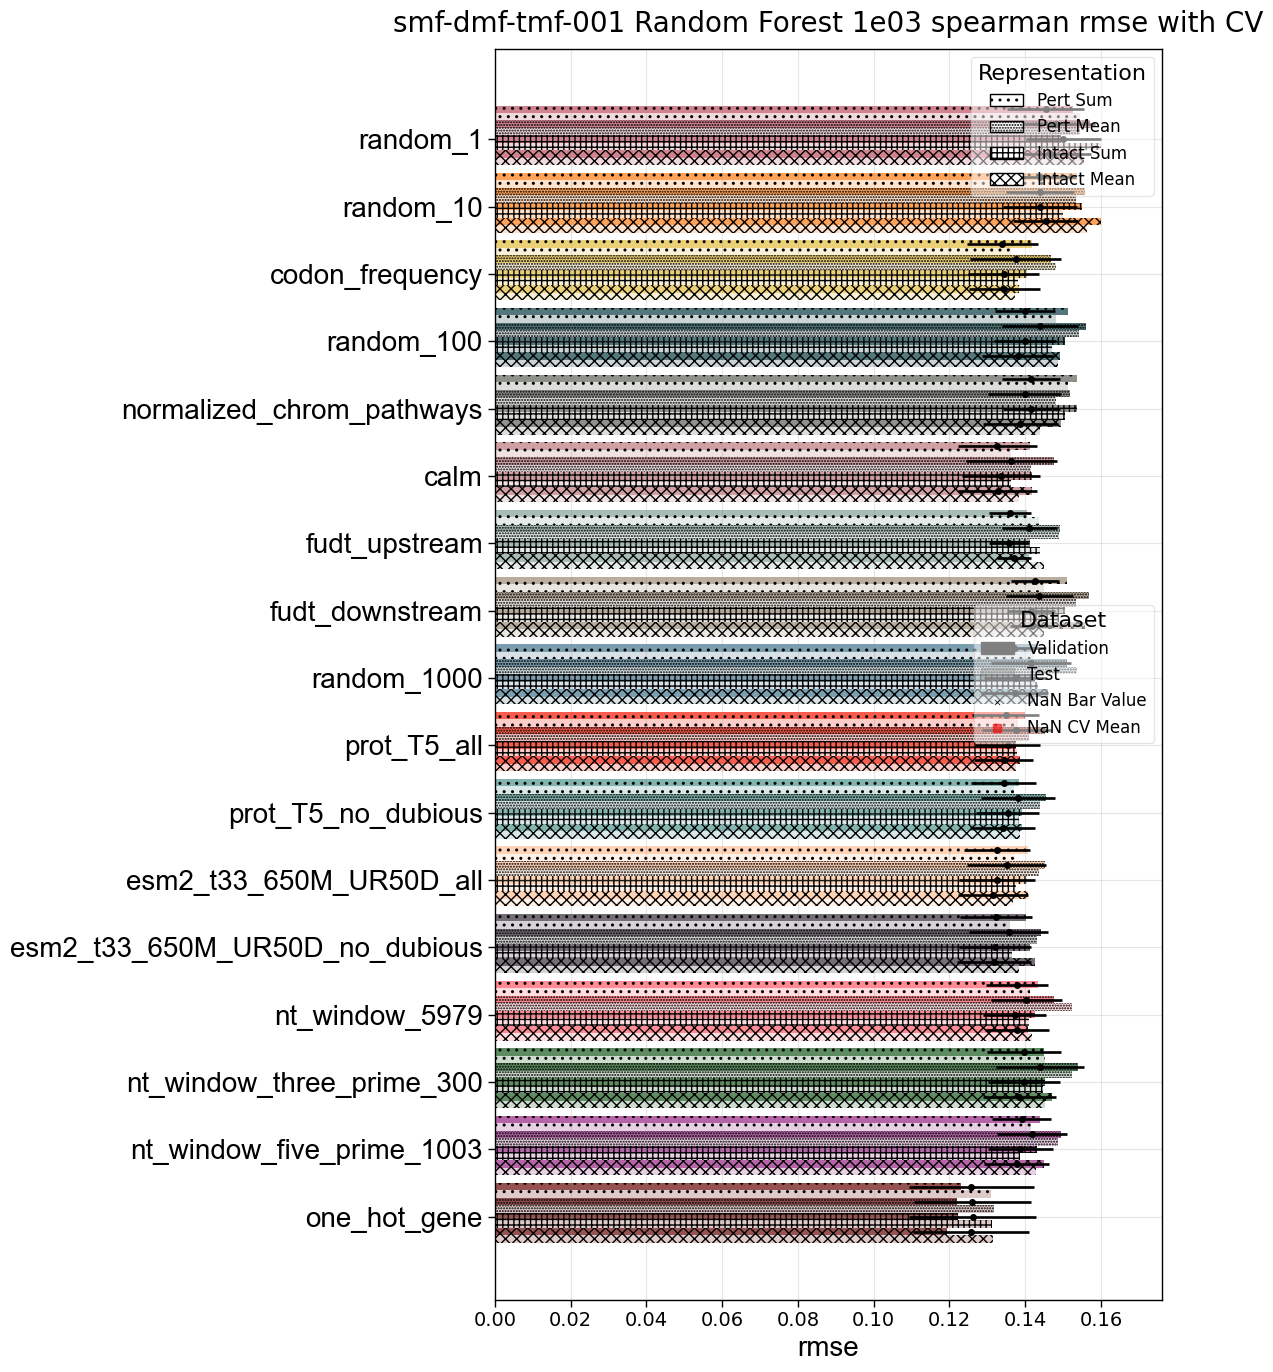 smf-dmf-tmf-001 Random Forest 1e03 spearman rmse with CV
Representation
Pert Sum
Pert Mean
Intact Sum
Intact Mean
random_1
random_10
codon_frequency
random_100
normalized_chrom_pathways
calm
fudt_upstream
fudt_downstream
Dataset
Validation
Test
NaN Bar Value
NaN CV Mean
random_1000
prot_T5_all
prot_T5_no_dubious
esm2_t33_650M_UR50D_all
esm2_t33_650M_UR50D_no_dubious
nt_window_5979
nt_window_three_prime_300
nt_window_five_prime_1003
one_hot_gene
0.00 0.02 0.04 0.06 0.08 0.10 0.12 0.14 0.16
rmse